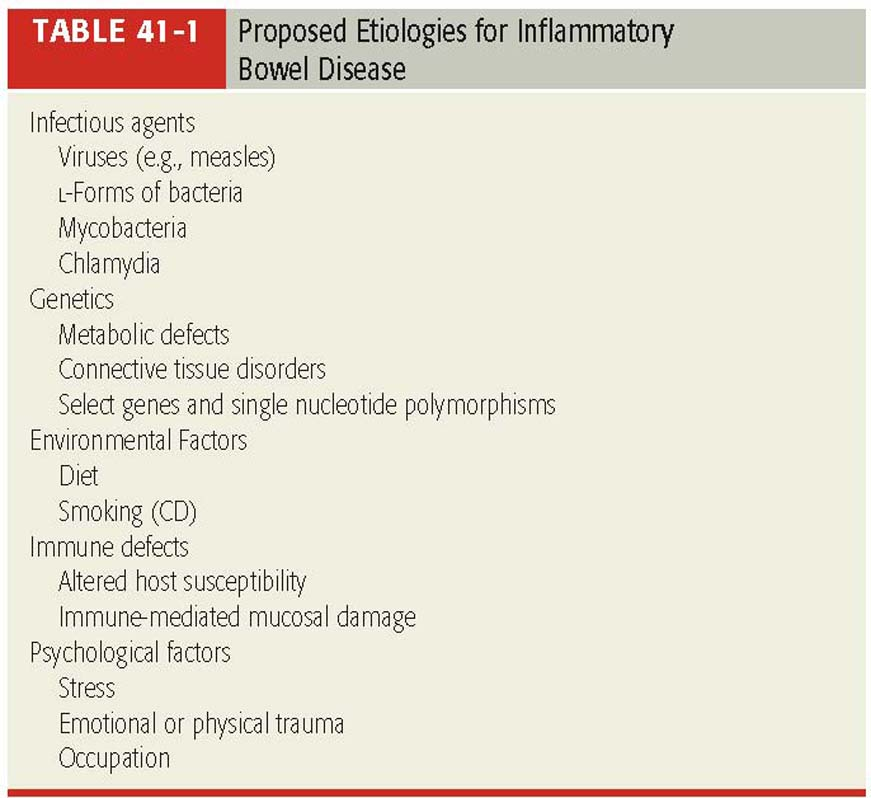 TABLE 41-1
Proposed Etiologies for Inflammatory
Bowel Disease
Infectious agents
Viruses (e.g., measles)
ʟ-Forms of bacteria
Mycobacteria
Chlamydia
Genetics
Metabolic defects
Connective tissue disorders
Select genes and single nucleotide polymorphisms
Environmental Factors
Diet
Smoking (CD)
Immune defects
Altered host susceptibility
Immune-mediated mucosal damage
Psychological factors
Stress
Emotional or physical trauma
Occupation